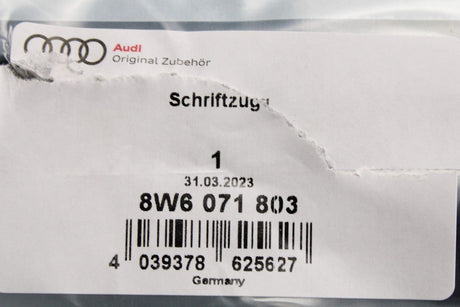 Audi
Original Zubehör
Schriftzug
1
31.03.2023
8W6 071 803
4 039378 625627
Germany